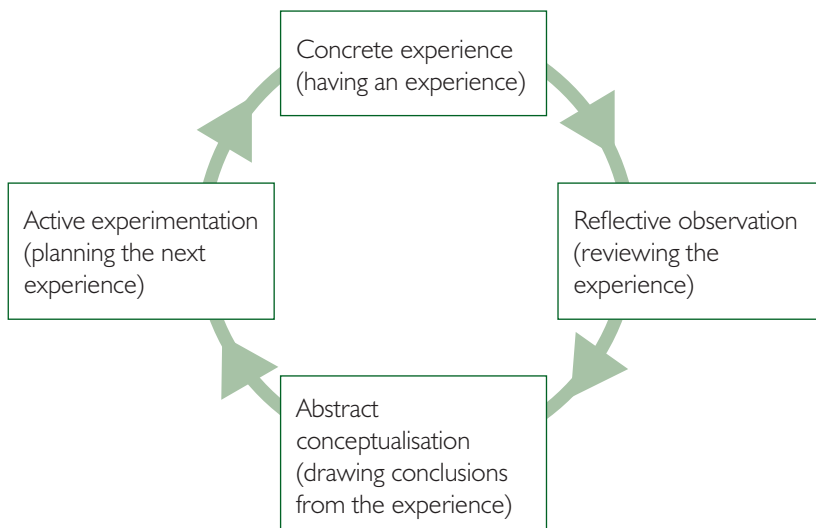 Concrete experience
(having an experience)
Reflective observation
(reviewing the
experience)
Abstract
conceptualisation
(drawing conclusions
from the experience)
Active experimentation
(planning the next
experience)